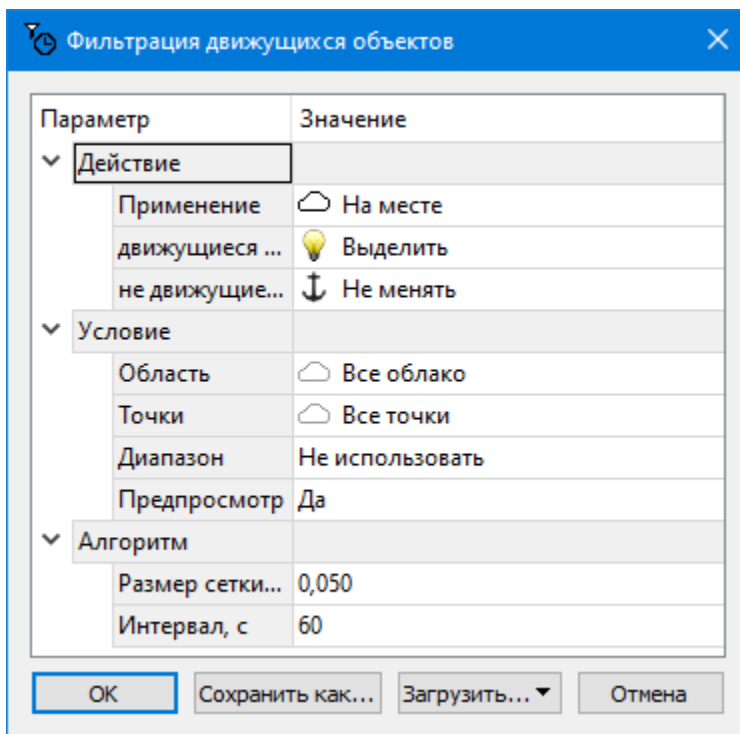 Фильтрация движущихся объектов
Параметр Значение
Действие
Применение На месте
движущиеся ... Выделить
не движущие... Не менять
Условие
Область Все облако
Точки Все точки
Диапазон Не использовать
Предпросмотр Да
Алгоритм
Размер сетки... 0,050
Интервал, с 60
ОК Сохранить как... Загрузить... Отмена